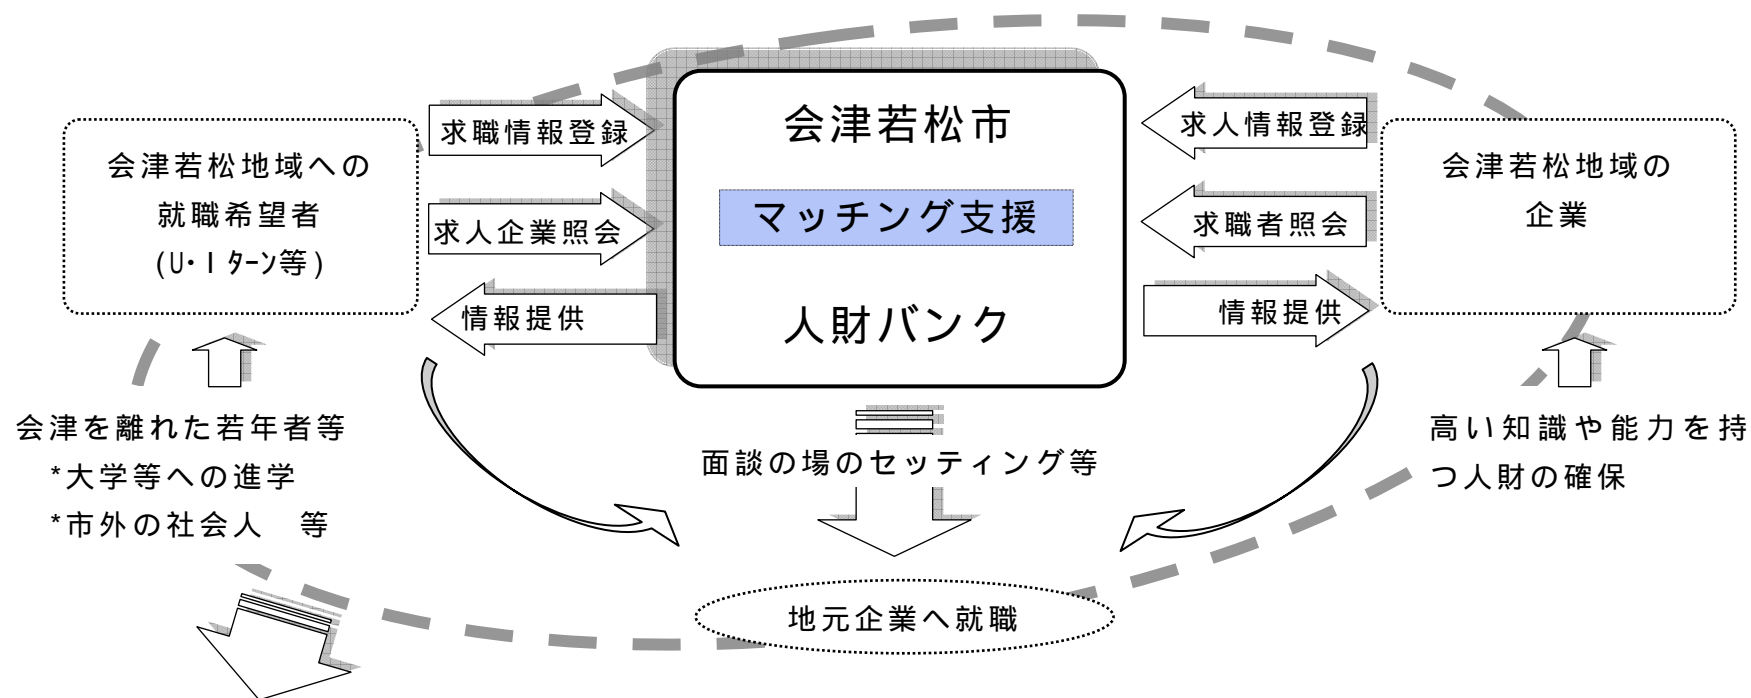 会津若松地域への
就職希望者
(U･Iターン等)
求職情報登録
求人企業照会
情報提供
会津若松市
マッチング支援
人財バンク
求人情報登録
求職者照会
情報提供
会津若松地域の
企業
会津を離れた若年者等
*大学等への進学
*市外の社会人　等
面談の場のセッティング等
高い知識や能力を持
つ人財の確保
地元企業へ就職